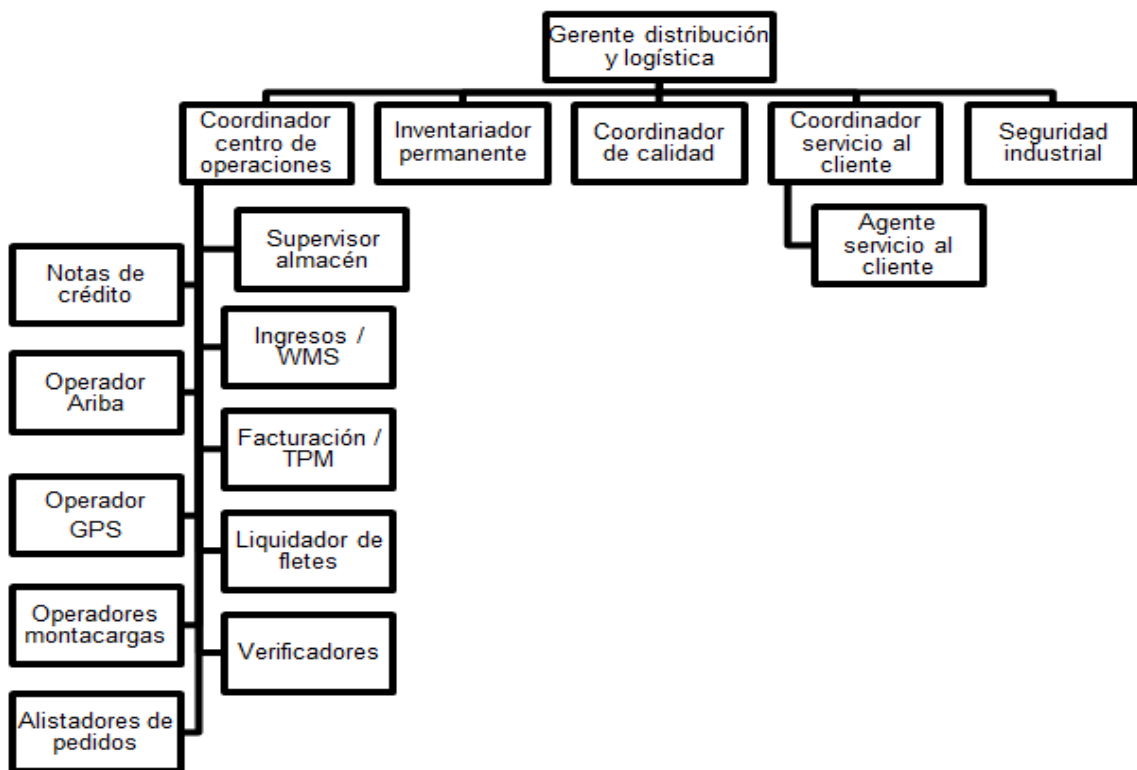 Gerente distribución
y logística
Coordinador
centro de
operaciones
Inventariador
permanente
Coordinador
de calidad
Coordinador
servicio al
cliente
Seguridad
industrial
Agente
servicio al
cliente
Supervisor
almacén
Notas de
crédito
Ingresos /
WMS
Operador
Ariba
Facturación /
TPM
Operador
GPS
Liquidador de
fletes
Operadores
montacargas
Verificadores
Alistadores de
pedidos